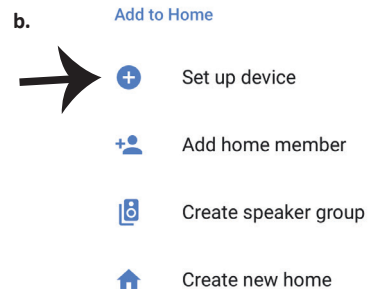 b.
Add to Home
Set up device
Add home member
Create speaker group
Create new home